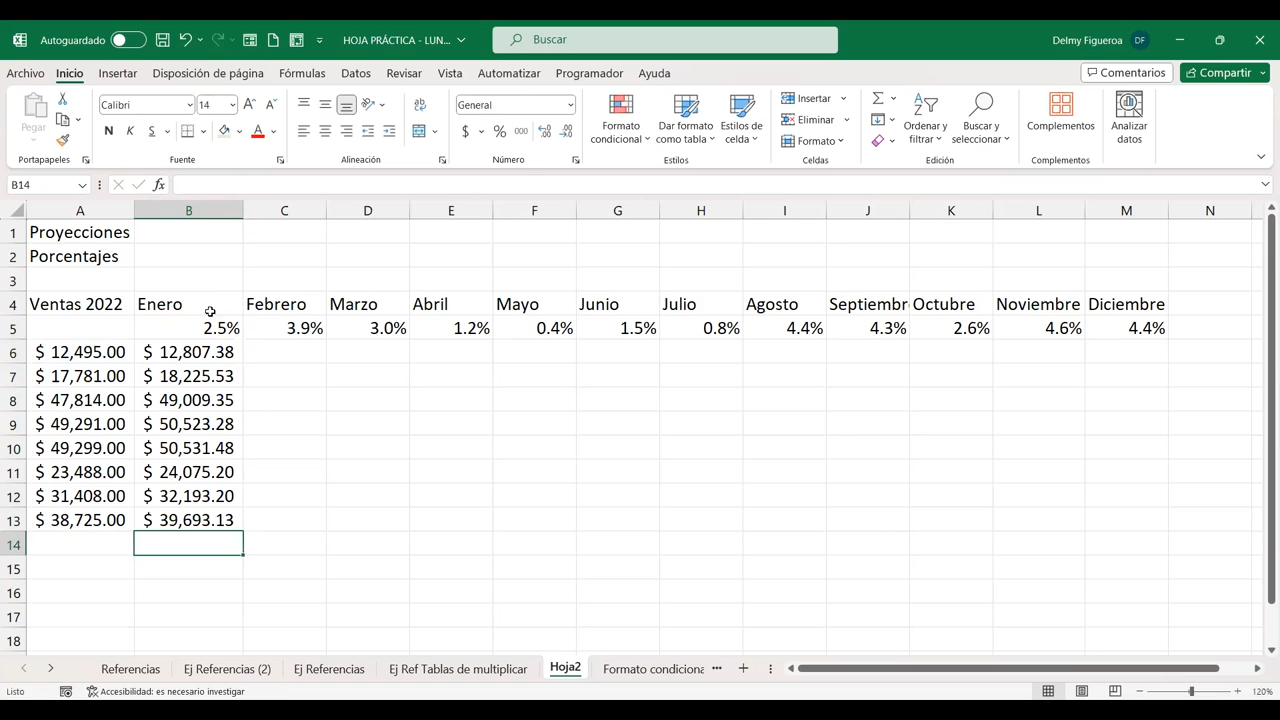 Autoguardado
HOJA PRÁCTICA - LUN...
Buscar
Delmy Figueroa DF
Archivo Inicio Insertar Disposición de página Fórmulas Datos Revisar Vista Automatizar Programador Ayuda
Comentarios Compartir
Pegar
Portapapeles
Calibri 14
N K S
Fuente
Alineación
General
$ % 000
Número
Formato condicional
Dar formato como tabla
Estilos de celda
Estilos
Insertar
Eliminar
Formato
Celdas
Ordenar y filtrar
Buscar y seleccionar
Edición
Complementos
Complementos
Analizar datos
B14 fx
A B C D E F G H I J K L M N
1 Proyecciones
2 Porcentajes
3
4 Ventas 2022 Enero Febrero Marzo Abril Mayo Junio Julio Agosto Septiembr Octubre Noviembre Diciembre
5 2.5% 3.9% 3.0% 1.2% 0.4% 1.5% 0.8% 4.4% 4.3% 2.6% 4.6% 4.4%
6 $ 12,495.00 $ 12,807.38
7 $ 17,781.00 $ 18,225.53
8 $ 47,814.00 $ 49,009.35
9 $ 49,291.00 $ 50,523.28
10 $ 49,299.00 $ 50,531.48
11 $ 23,488.00 $ 24,075.20
12 $ 31,408.00 $ 32,193.20
13 $ 38,725.00 $ 39,693.13
14
15
16
17
18
Referencias Ej Referencias (2) Ej Referencias Ej Ref Tablas de multiplicar Hoja2 Formato condiciona ...
Listo Accesibilidad: es necesario investigar 120%